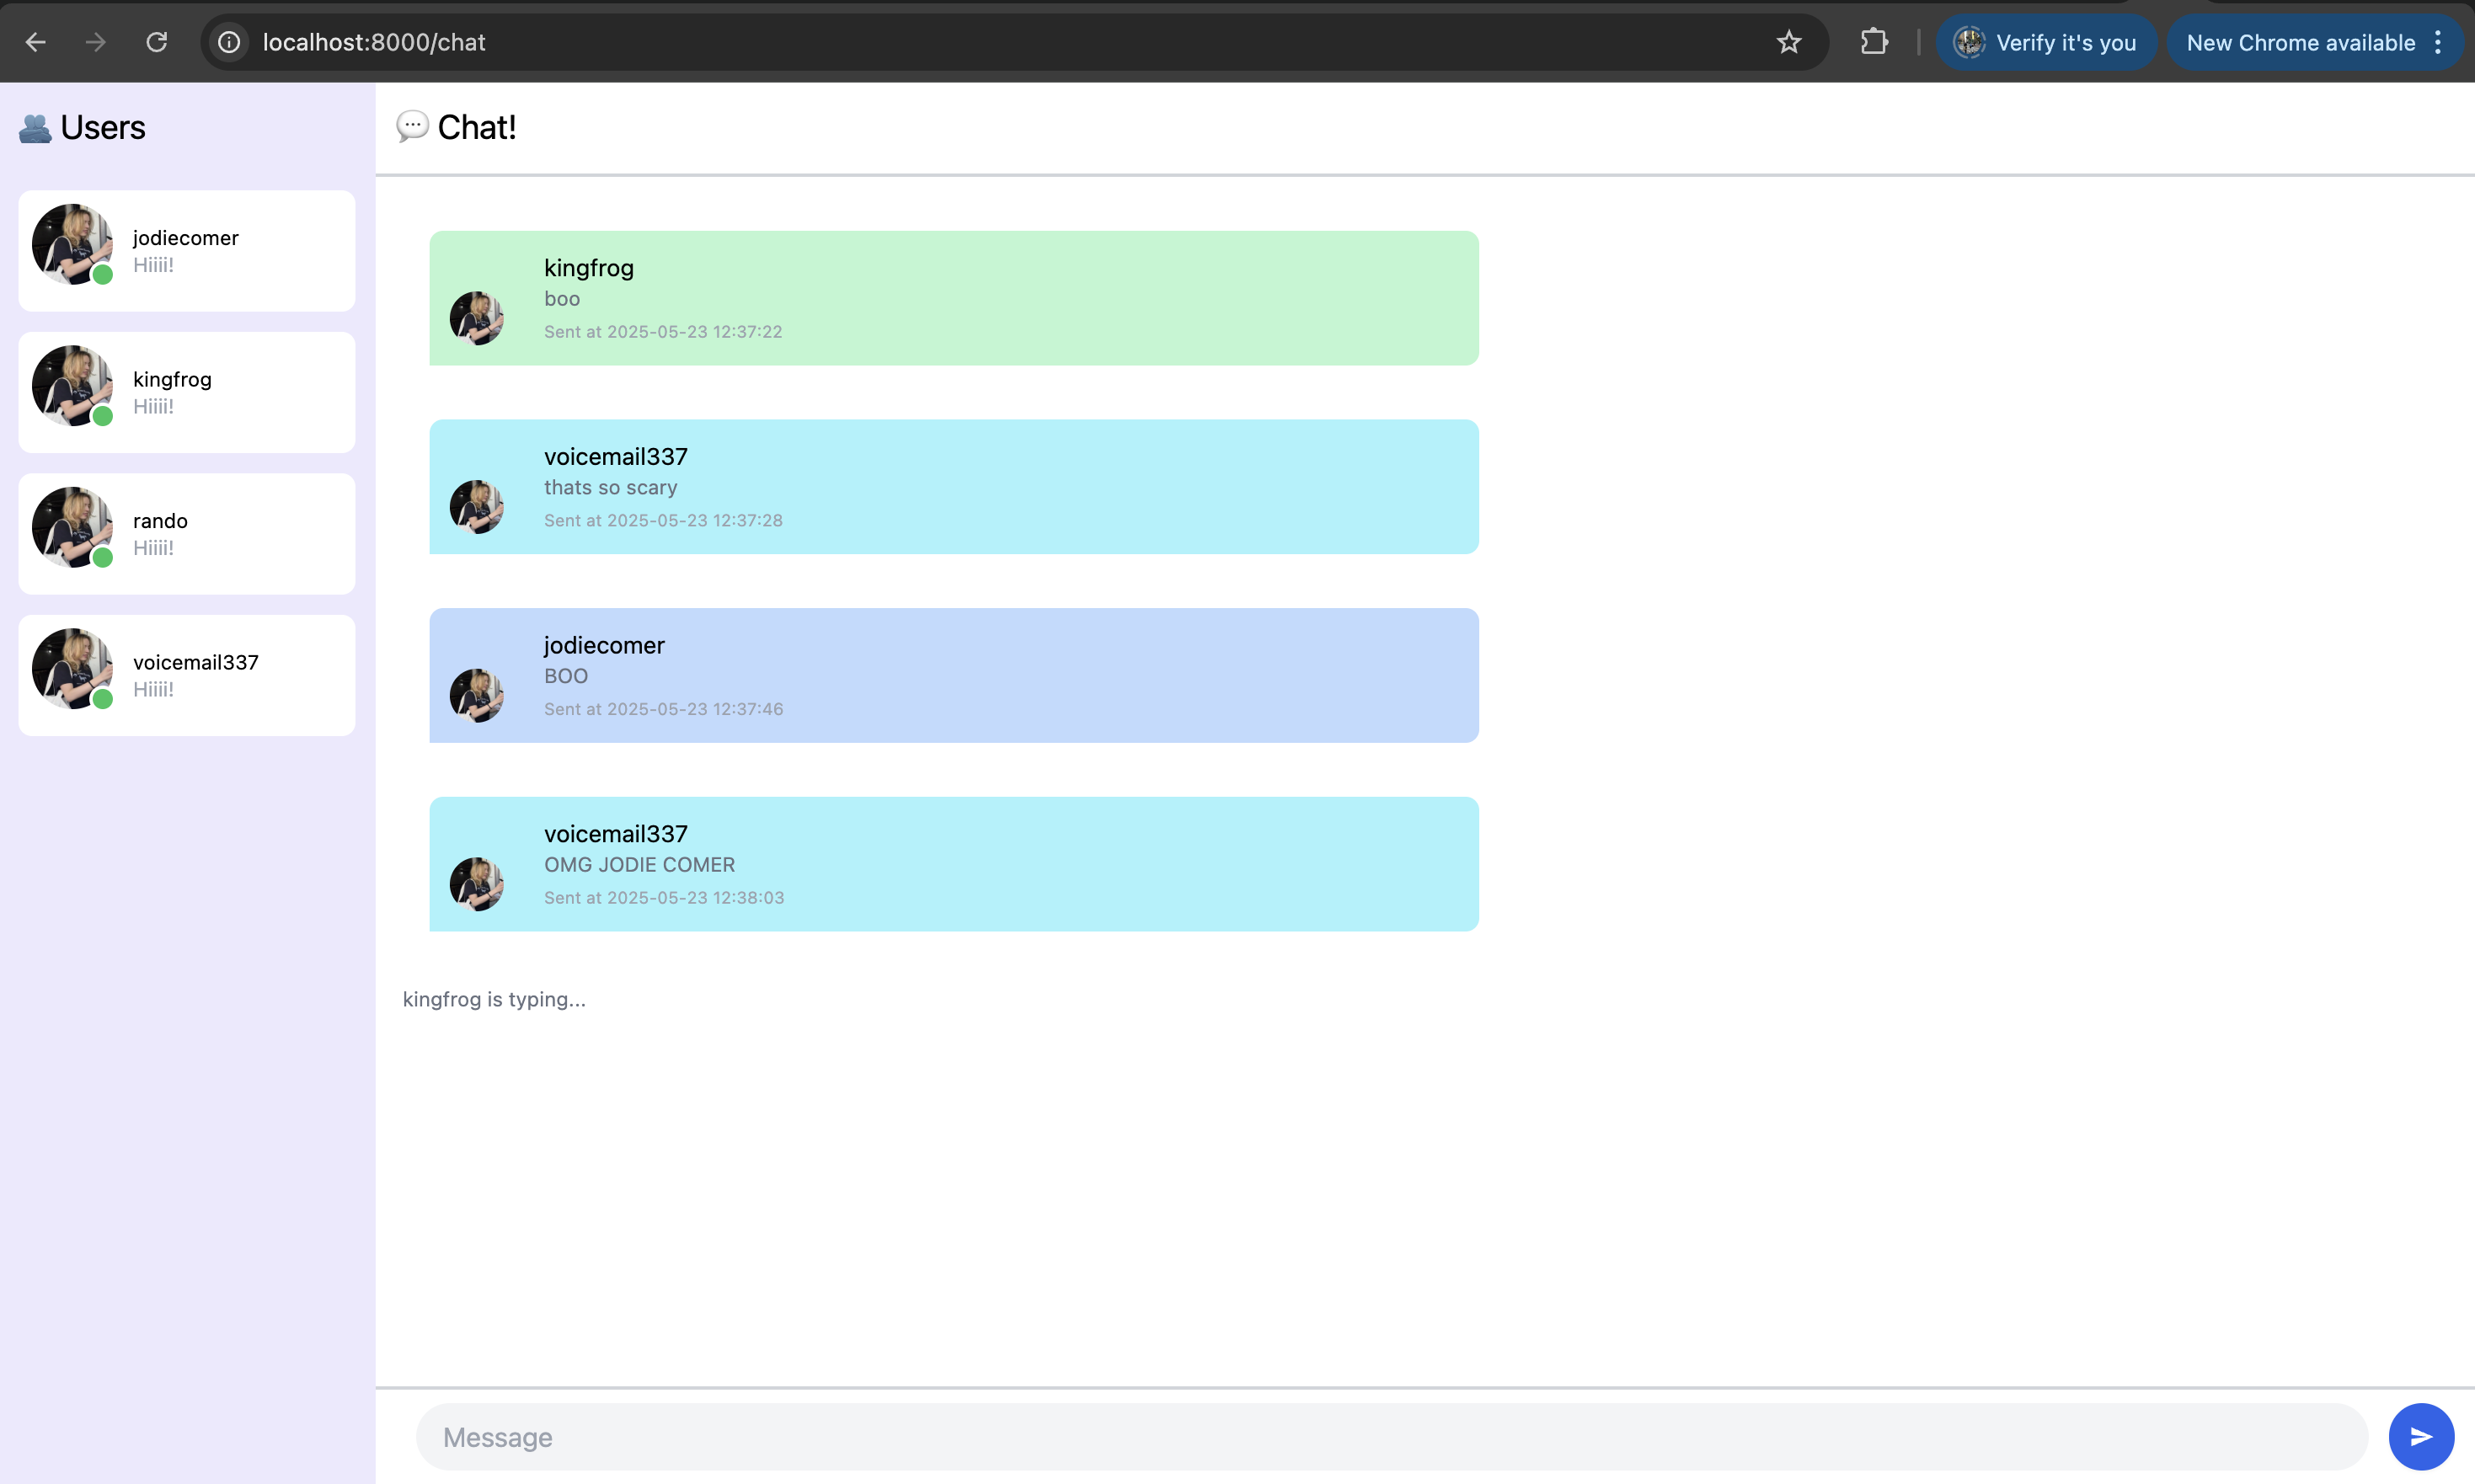 localhost:8000/chat
Verify it's you
New Chrome available
Users
jodiecomer
Hiiii!
kingfrog
Hiiii!
rando
Hiiii!
voicemail337
Hiiii!
Chat!
kingfrog
boo
Sent at 2025-05-23 12:37:22
voicemail337
thats so scary
Sent at 2025-05-23 12:37:28
jodiecomer
BOO
Sent at 2025-05-23 12:37:46
voicemail337
OMG JODIE COMER
Sent at 2025-05-23 12:38:03
kingfrog is typing...
Message